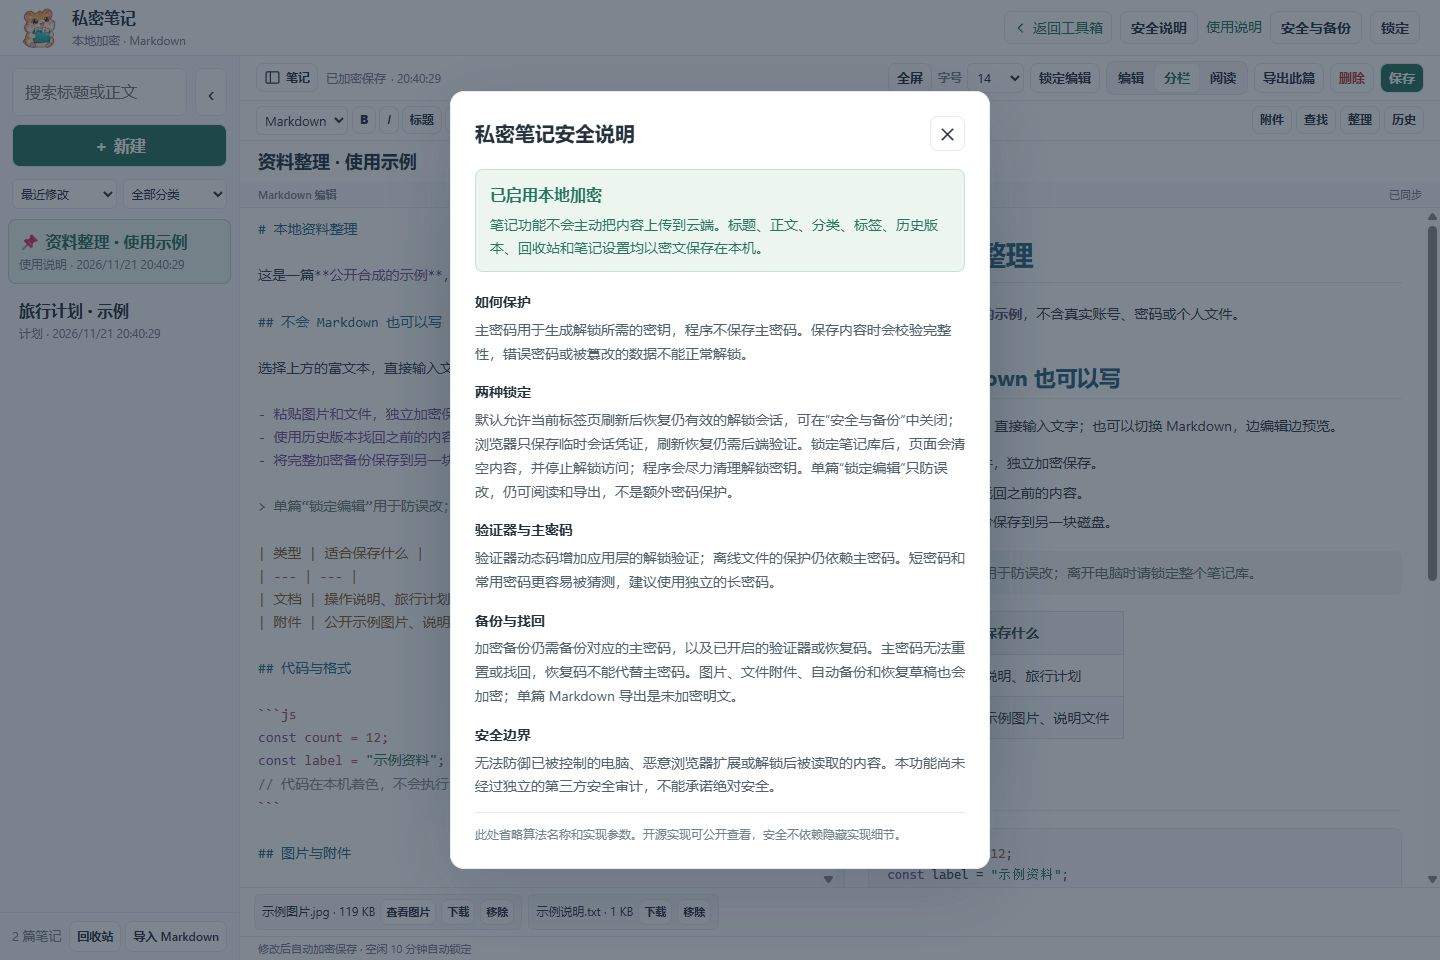 私密笔记
本地加密 · Markdown
返回工具箱
安全说明
使用说明
安全与备份
锁定
搜索标题或正文
+ 新建
最近修改
全部分类
资料整理 · 使用示例
使用说明 · 2026/11/21 20:40:29
旅行计划 · 示例
计划 · 2026/11/21 20:40:29
2 篇笔记
回收站
导入 Markdown
笔记
已加密保存 · 20:40:29
全屏
字号
14
锁定编辑
编辑
分栏
阅读
导出此篇
删除
保存
Markdown
B
I
标题
附件
查找
整理
历史
资料整理 · 使用示例
Markdown 编辑
已同步
# 本地资料整理
这是一篇**公开合成的示例**,
## 不会 Markdown 也可以写
选择上方的富文本，直接输入文
- 粘贴图片和文件，独立加密保
- 使用历史版本找回之前的内容
- 将完整加密备份保存到另一块
> 单篇“锁定编辑”用于防误改；
| 类型 | 适合保存什么 |
| --- | --- |
| 文档 | 操作说明、旅行计划
| 附件 | 公开示例图片、说明
## 代码与格式
```js
const count = 12;
const label = "示例资料";
// 代码在本机着色，不会执行
```
## 图片与附件
私密笔记安全说明
已启用本地加密
笔记功能不会主动把内容上传到云端。标题、正文、分类、标签、历史版
本、回收站和笔记设置均以密文保存在本机。
如何保护
主密码用于生成解锁所需的密钥，程序不保存主密码。保存内容时会校验完整
性，错误密码或被篡改的数据不能正常解锁。
两种锁定
默认允许当前标签页刷新后恢复仍有效的解锁会话，可在“安全与备份”中关闭；
浏览器只保存临时会话凭证，刷新恢复仍需后端验证。锁定笔记库后，页面会清
空内容，并停止解锁访问；程序会尽力清理解锁密钥。单篇“锁定编辑”只防误
改，仍可阅读和导出，不是额外密码保护。
验证器与主密码
验证器动态码增加应用层的解锁验证；离线文件的保护仍依赖主密码。短密码和
常用密码更容易被猜测，建议使用独立的长密码。
备份与找回
加密备份仍需备份对应的主密码，以及已开启的验证器或恢复码。主密码无法重
置或找回，恢复码不能代替主密码。图片、文件附件、自动备份和恢复草稿也会
加密；单篇 Markdown 导出是未加密明文。
安全边界
无法防御已被控制的电脑、恶意浏览器扩展或解锁后被读取的内容。本功能尚未
经过独立的第三方安全审计，不能承诺绝对安全。
此处省略算法名称和实现参数。开源实现可公开查看，安全不依赖隐藏实现细节。
整理
示例，不含真实账号、密码或个人文件。
own 也可以写
直接输入文字；也可以切换 Markdown，边编辑边预览。
，独立加密保存。
回之前的内容。
保存到另一块磁盘。
用于防误改；离开电脑时请锁定整个笔记库。
保存什么
说明、旅行计划
示例图片、说明文件
12;
const label = "示例资料";
示例图片.jpg · 119 KB
查看图片
下载
移除
示例说明.txt · 1 KB
下载
移除
修改后自动加密保存 · 空闲 10 分钟自动锁定